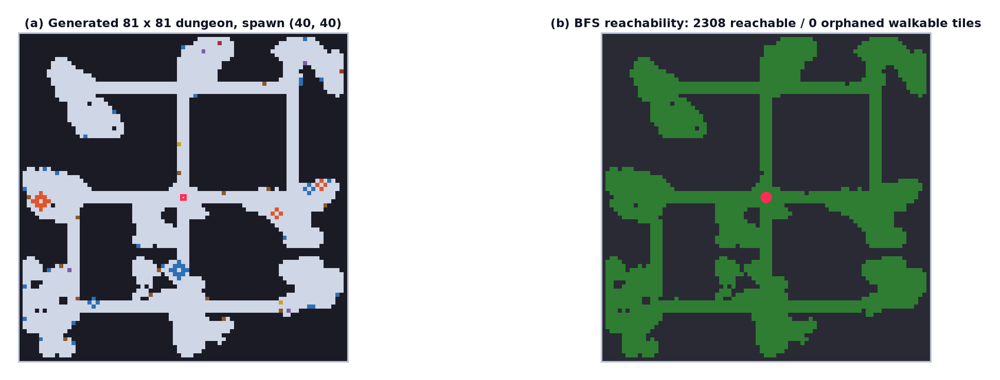 (a) Generated 81 x 81 dungeon, spawn (40, 40)
(b) BFS reachability: 2308 reachable / 0 orphaned walkable tiles